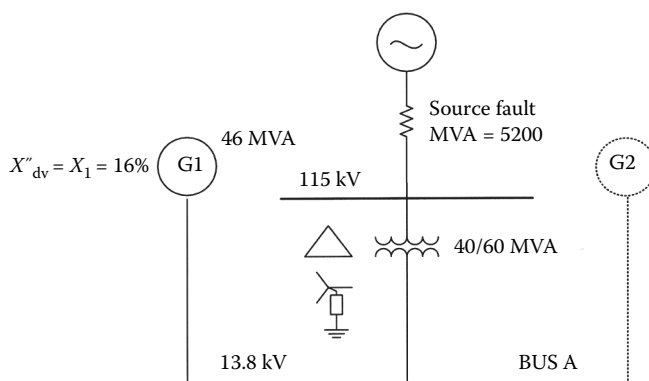 Source fault
MVA = 5200
46 MVA
X″dv = X1 = 16%
G1
G2
115 kV
40/60 MVA
13.8 kV
BUS A